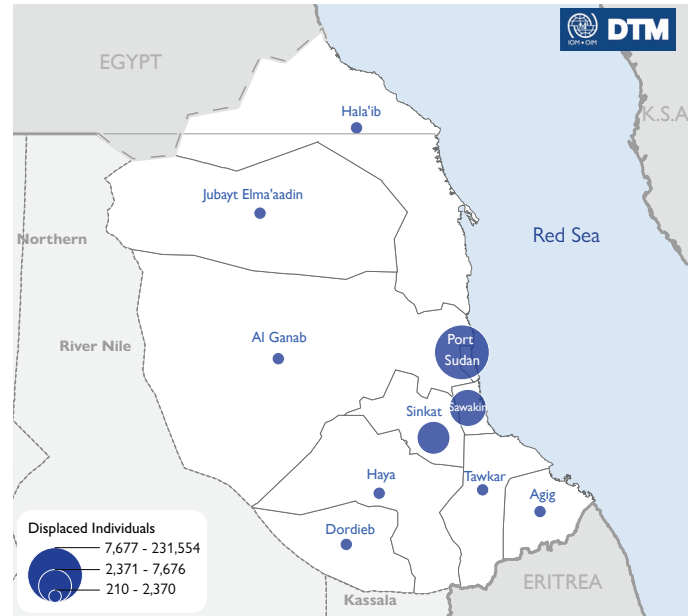 IOM • OIM
DTM
EGYPT
K.S.A
Hala'ib
Jubayt Elma'aadin
Northern
Red Sea
River Nile
Al Ganab
Port
Sudan
Sinkat
Sawakin
Haya
Tawkar
Agig
Dordieb
Displaced Individuals
7,677 - 231,554
2,371 - 7,676
210 - 2,370
ERITREA
Kassala